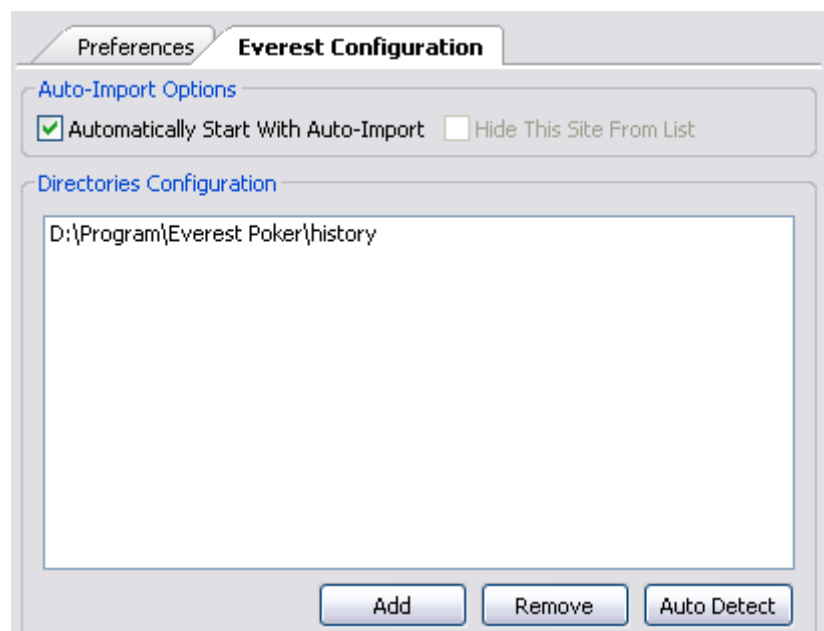 Preferences Everest Configuration
Auto-Import Options
Automatically Start With Auto-Import Hide This Site From List
Directories Configuration
D:\Program\Everest Poker\history
Add Remove Auto Detect